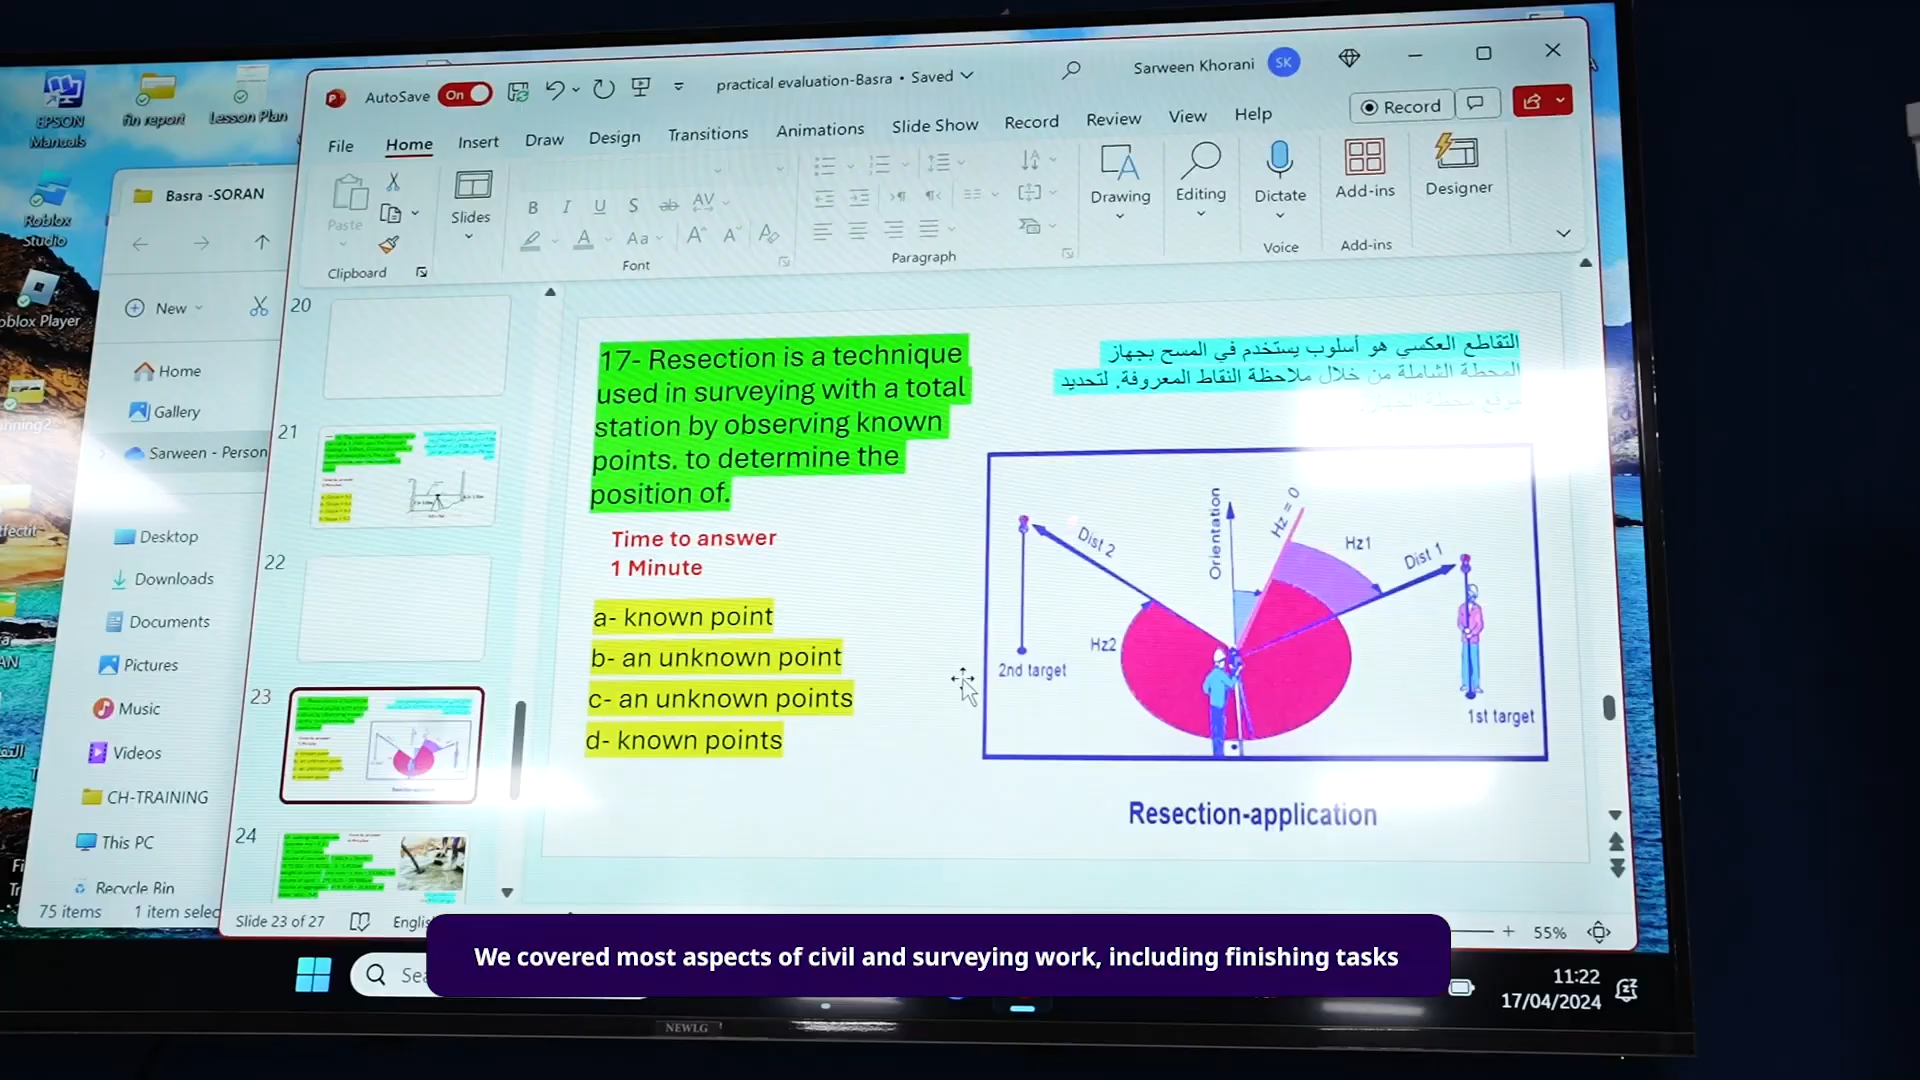 EPSON
Manuals
fin report
Lesson Plan
Roblox
Studio
oblox Player
AutoSave
On
practical evaluation-Basra • Saved
Sarween Khorani
SK
File
Home
Insert
Draw
Design
Transitions
Animations
Slide Show
Record
Review
View
Help
Record
Paste
Clipboard
Slides
Font
Paragraph
Drawing
Editing
Dictate
Voice
Add-ins
Add-ins
Designer
Basra -SORAN
New
Home
Gallery
Sarween - Person
Desktop
Downloads
Documents
Pictures
Music
Videos
CH-TRAINING
This PC
Recycle Bin
75 items
1 item selec
20
21
22
23
24
17- Resection is a technique
used in surveying with a total
station by observing known
points. to determine the
position of.
Time to answer
1 Minute
a- known point
b- an unknown point
c- an unknown points
d- known points
التقاطع العكسي هو أسلوب يستخدم في المسح بجهاز
المحطة الشاملة من خلال ملاحظة النقاط المعروفة. لتحديد
Orientation
Hz = 0
Hz1
Dist 1
Dist 2
Hz2
2nd target
1st target
Resection-application
Slide 23 of 27
Englis
55%
We covered most aspects of civil and surveying work, including finishing tasks
11:22
17/04/2024
NEWLG